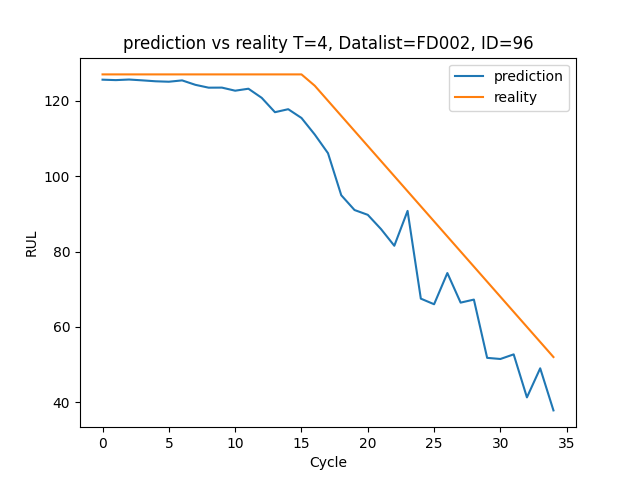 prediction vs reality T=4, Datalist=FD002, ID=96
prediction
reality
RUL
120
100
80
60
40
0 5 10 15 20 25 30 35
Cycle